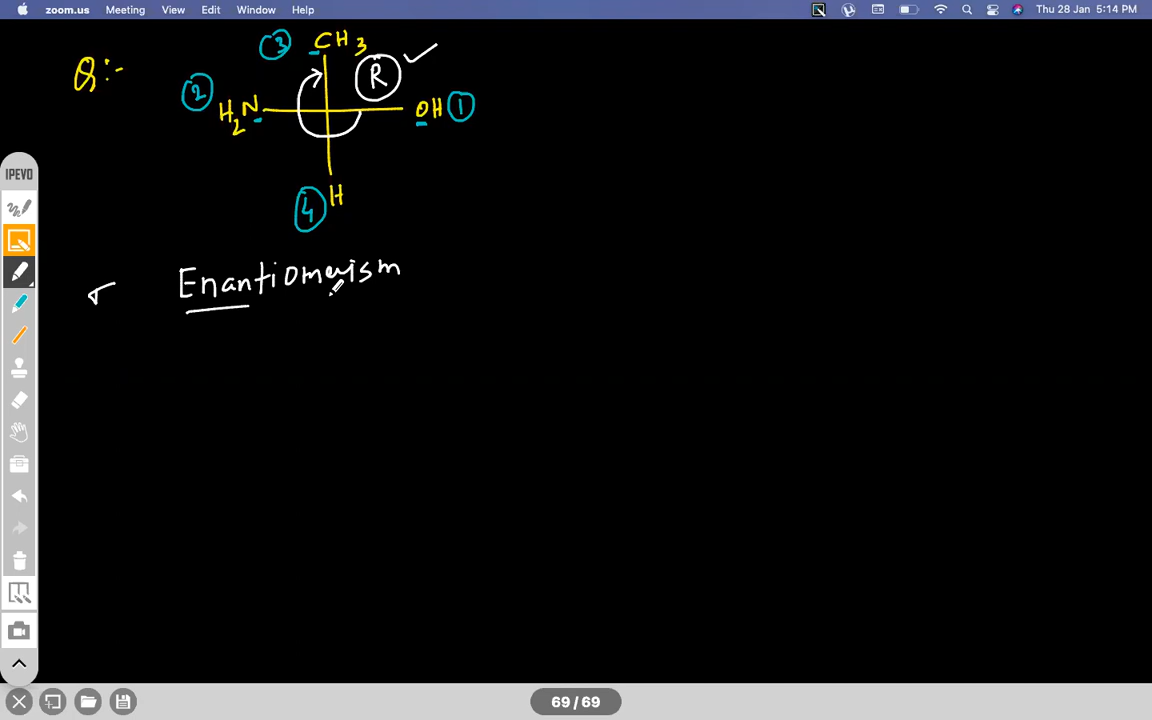 zoom.us Meeting View Edit Window Help Thu 28 Jan 5:14 PM
Q:-
③ CH3
R
② H2N OH ①
④ H
IPEVO
Enantiomerism
69 / 69